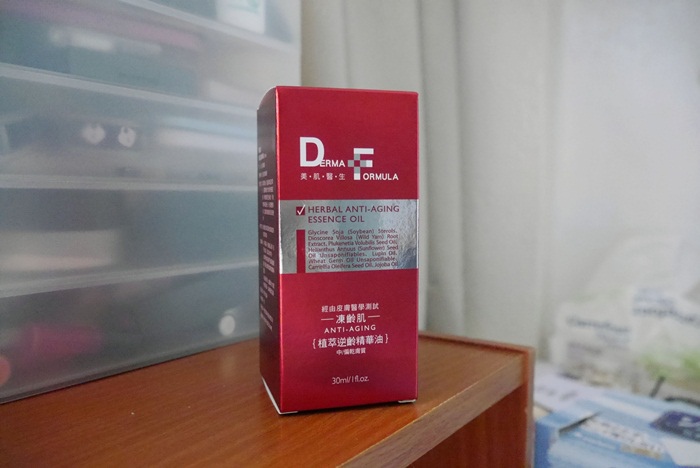 DERMA FORMULA
美•肌•醫•生
HERBAL ANTI-AGING
ESSENCE OIL
Glycine Soja (Soybean) Sterols,
Dioscorea Villosa (Wild Yam) Root
Extract, Plukenetia Volubilis Seed Oil,
Helianthus Annuus (Sunflower) Seed
Oil Unsaponifiables, Lupin Oil,
Wheat Germ Oil Unsaponifiable,
Camellia Oleifera Seed Oil, Jojoba Oil
經由皮膚醫學測試
凍齡肌
ANTI-AGING
{植萃逆齡精華油}
中/偏乾膚質
30ml/1fl.oz.